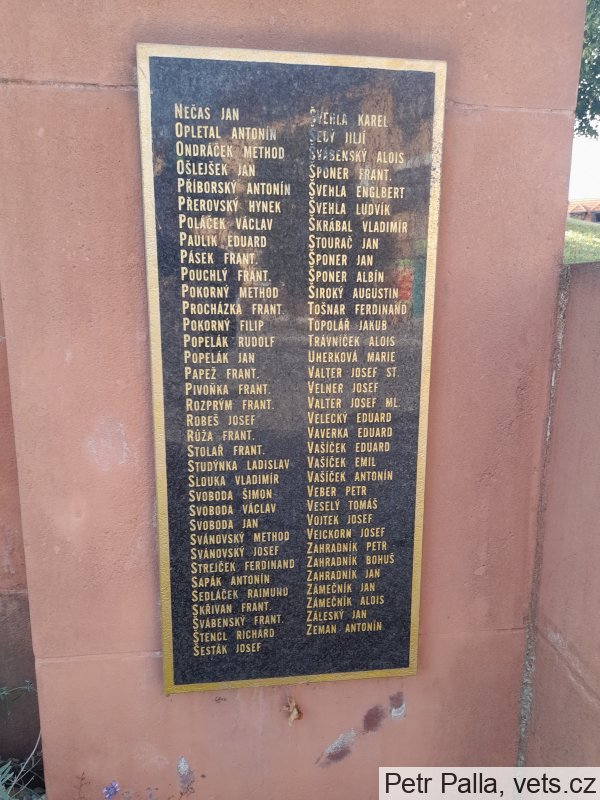 Nečas Jan
Opletal Antonín
Ondráček Method
Ošlejšek Jan
Příborský Antonín
Přerovský Hynek
Poláček Václav
Paulik Eduard
Pásek Frant.
Pouchlý Frant.
Pokorný Method
Procházka Frant.
Pokorný Filip
Popelák Rudolf
Popelák Jan
Papež Frant.
Pivoňka Frant.
Rozprým Frant.
Robeš Josef
Růža Frant.
Stolař Frant.
Studýnka Ladislav
Slouka Vladimír
Svoboda Šimon
Svoboda Václav
Svoboda Jan
Svánovský Method
Svánovský Josef
Strejček Ferdinand
Sapák Antonín
Sedláček Raimund
Skřivan Frant.
Švábenský Frant.
Štencl Richard
Šesták Josef
Švehla Karel
Šedý Jiljí
Švábenský Alois
Šponer Frant.
Švehla Englbert
Švehla Ludvík
Škrábal Vladimír
Stourač Jan
Šponer Jan
Šponer Albín
Široký Augustin
Tošnar Ferdinand
Topolář Jakub
Trávníček Alois
Uherková Marie
Valter Josef st.
Velner Josef
Valter Josef ml.
Velecký Eduard
Vaverka Eduard
Vašíček Eduard
Vašíček Emil
Vašíček Antonín
Veber Petr
Veselý Tomáš
Vojtek Josef
Veickorn Josef
Zahradník Petr
Zahradník Bohuš
Zahradník Jan
Zámečník Jan
Zámečník Alois
Záleský Jan
Zeman Antonín
Petr Palla, vets.cz